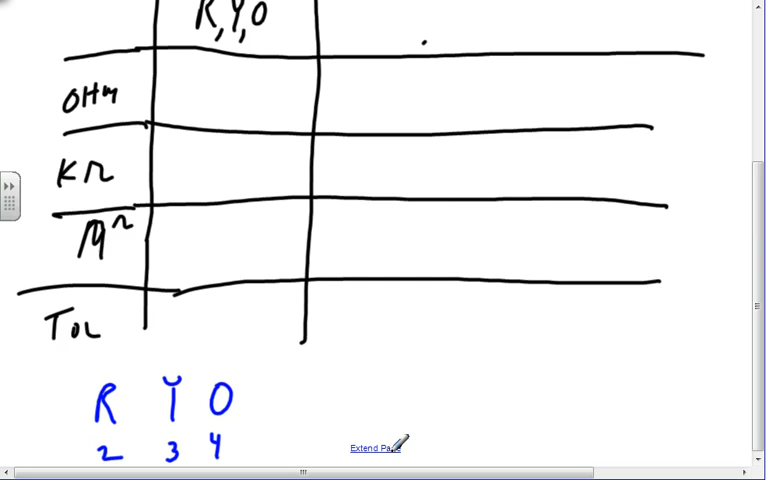 R, Y, O
OHM
KΩ
MΩ
TOL
R Y O
2 3 4
Extend Page